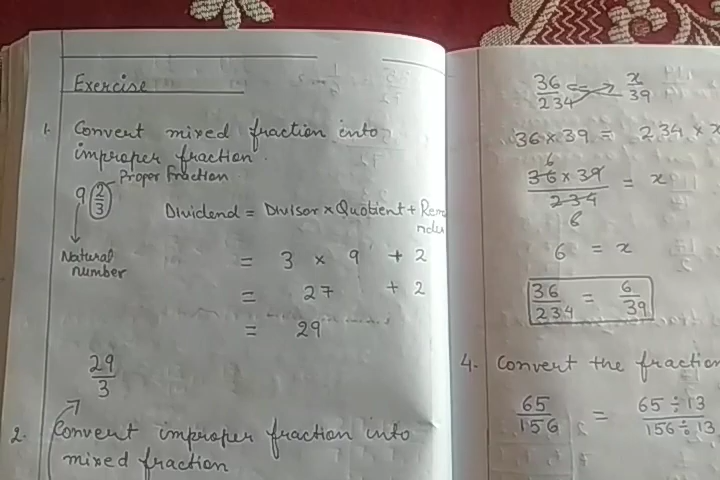 Exercise
1. Convert mixed fraction into
improper fraction.
Proper Fraction
9 2/3
Dividend = Divisor × Quotient + Remainder
Natural number
= 3 × 9 + 2
= 27 + 2
= 29
29/3
2. Convert improper fraction into
mixed fraction
36/234 x/39
36 × 39 = 234 × x
6
36 × 39 / 234 = x
6
6 = x
36/234 = 6/39
4. Convert the fraction
65/156 = 65 ÷ 13 / 156 ÷ 13